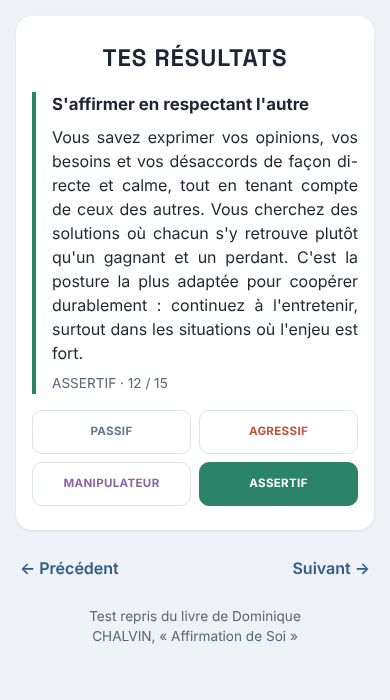 TES RÉSULTATS
S'affirmer en respectant l'autre
Vous savez exprimer vos opinions, vos
besoins et vos désaccords de façon di-
recte et calme, tout en tenant compte
de ceux des autres. Vous cherchez des
solutions où chacun s'y retrouve plutôt
qu'un gagnant et un perdant. C'est la
posture la plus adaptée pour coopérer
durablement : continuez à l'entretenir,
surtout dans les situations où l'enjeu est
fort.
ASSERTIF · 12 / 15
PASSIF
AGRESSIF
MANIPULATEUR
ASSERTIF
← Précédent
Suivant →
Test repris du livre de Dominique
CHALVIN, « Affirmation de Soi »